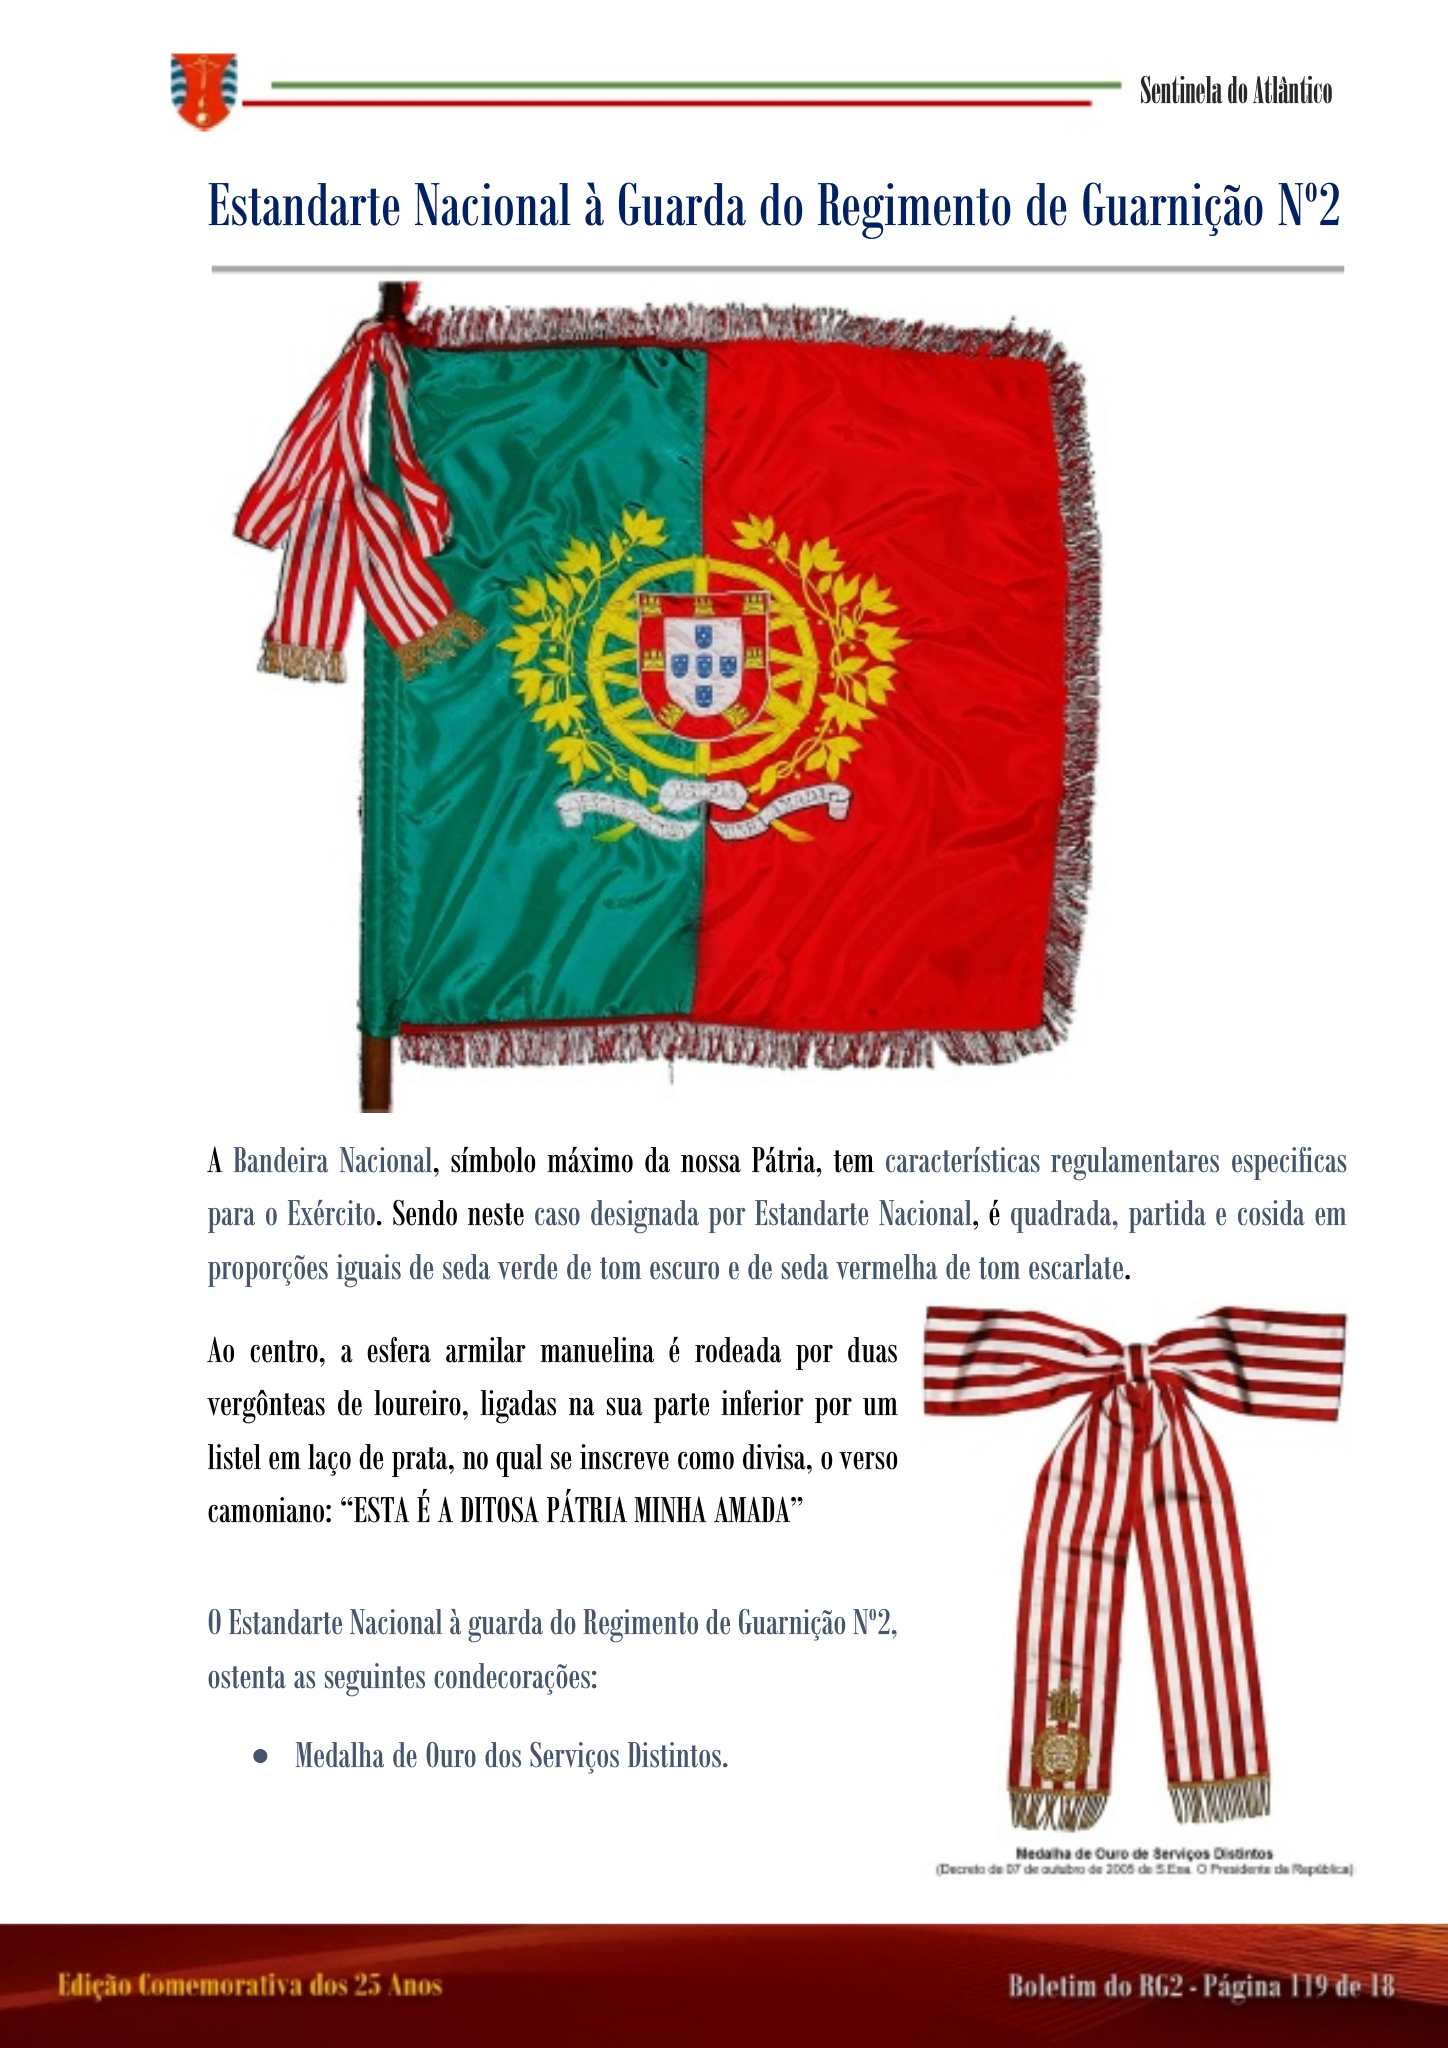 Sentinela do Atlântico
Estandarte Nacional à Guarda do Regimento de Guarnição Nº2
A Bandeira Nacional, símbolo máximo da nossa Pátria, tem características regulamentares especificas
para o Exército. Sendo neste caso designada por Estandarte Nacional, é quadrada, partida e cosida em
proporções iguais de seda verde de tom escuro e de seda vermelha de tom escarlate.
Ao centro, a esfera armilar manuelina é rodeada por duas
vergônteas de loureiro, ligadas na sua parte inferior por um
listel em laço de prata, no qual se inscreve como divisa, o verso
camoniano: “ESTA É A DITOSA PÁTRIA MINHA AMADA”
O Estandarte Nacional à guarda do Regimento de Guarnição Nº2,
ostenta as seguintes condecorações:
● Medalha de Ouro dos Serviços Distintos.
Medalha de Ouro de Serviços Distintos
(Decreto de 07 de outubro de de S.Exa. O Presidente da República)
Edição Comemorativa dos 25 Anos
Boletim do RG2 - Página 119 de 18